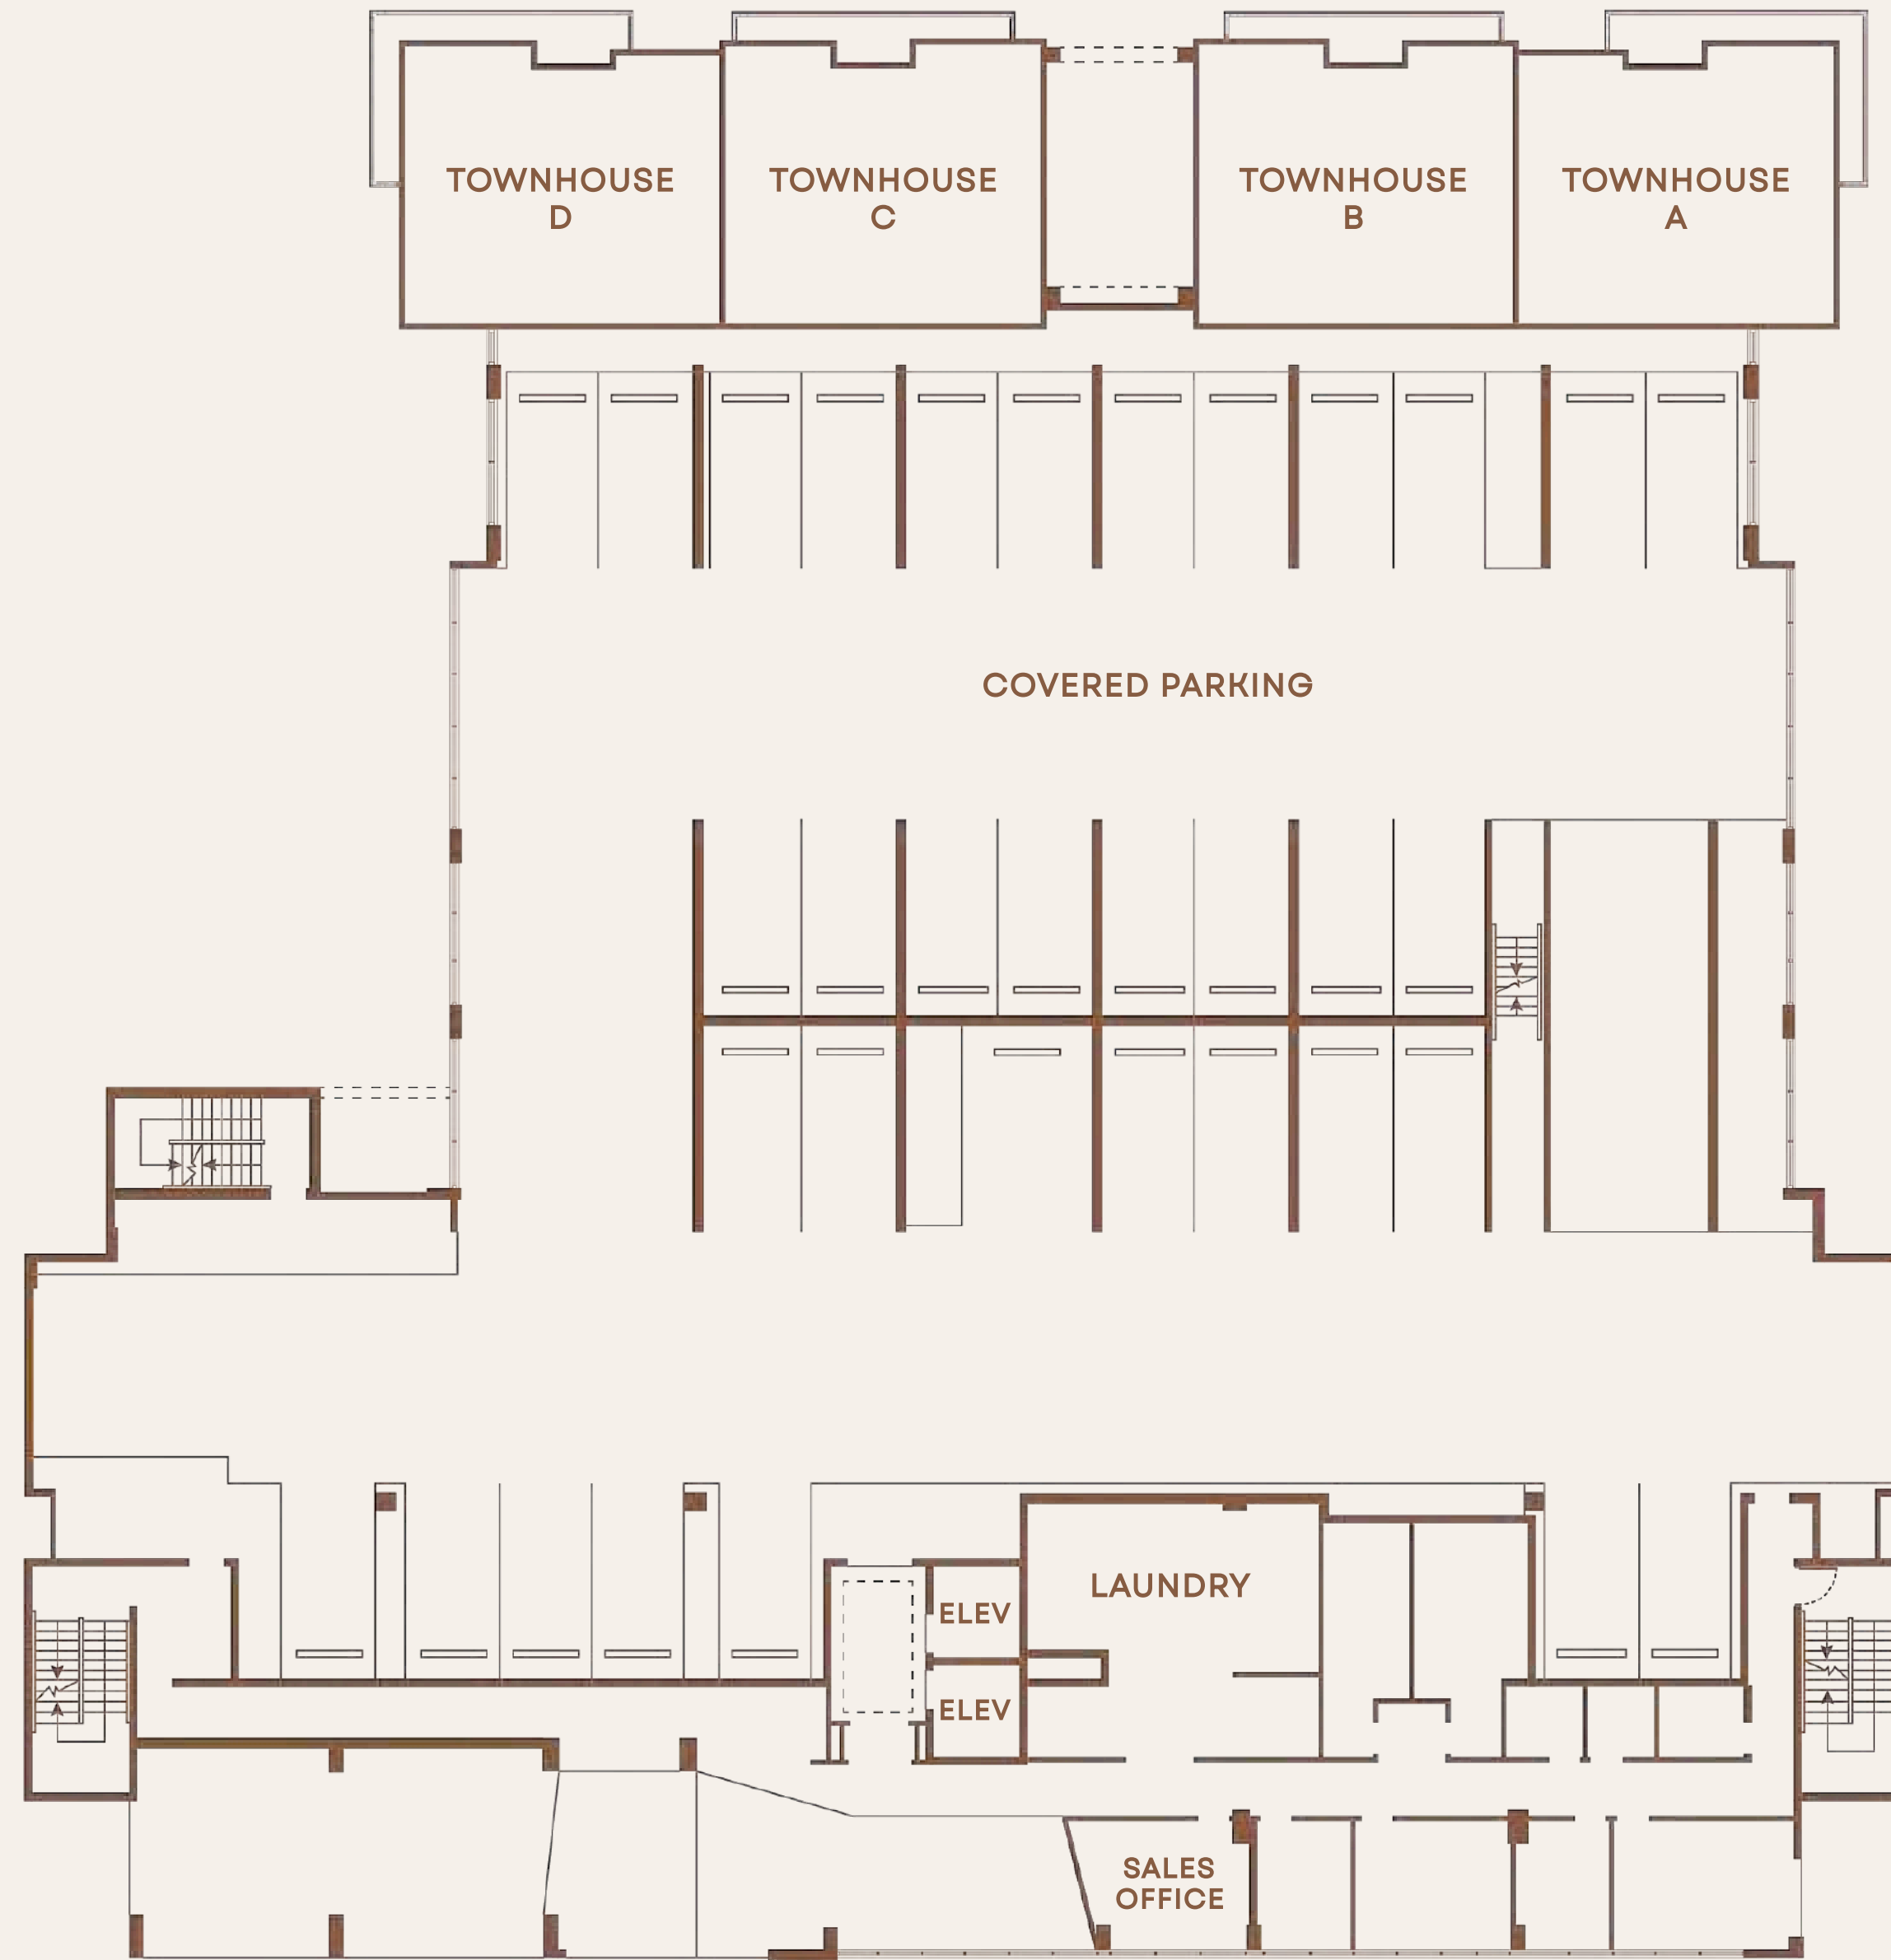 TOWNHOUSE
D
TOWNHOUSE
C
TOWNHOUSE
B
TOWNHOUSE
A
COVERED PARKING
LAUNDRY
ELEV
ELEV
SALES
OFFICE